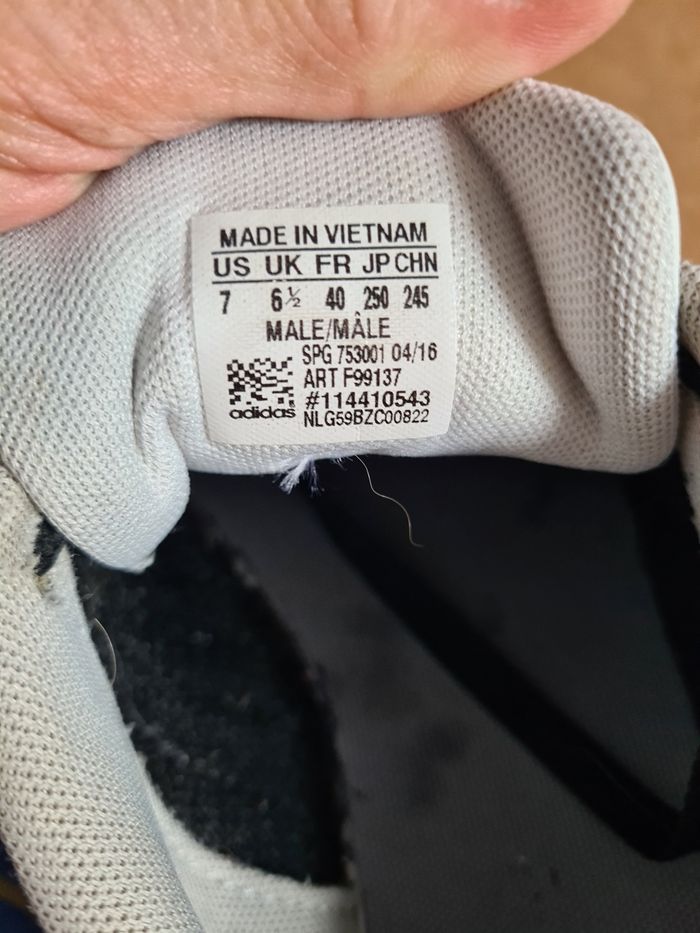 MADE IN VIETNAM
US UK FR JP CHN
7 6½ 40 250 245
MALE/MÂLE
SPG 753001 04/16
ART F99137
#114410543
NLG59BZC00822
adidas